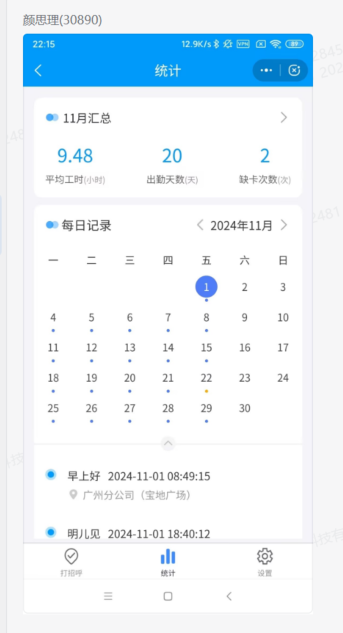 颜思理(30890)
22:15 12.9K/s VPN
统计
11月汇总
9.48 20 2
平均工时(小时) 出勤天数(天) 缺卡次数(次)
每日记录 2024年11月
一 二 三 四 五 六 日
1 2 3
4 5 6 7 8 9 10
11 12 13 14 15 16 17
18 19 20 21 22 23 24
25 26 27 28 29 30
早上好 2024-11-01 08:49:15
广州分公司（宝地广场）
明儿见 2024-11-01 18:40:12
打招呼 统计 设置